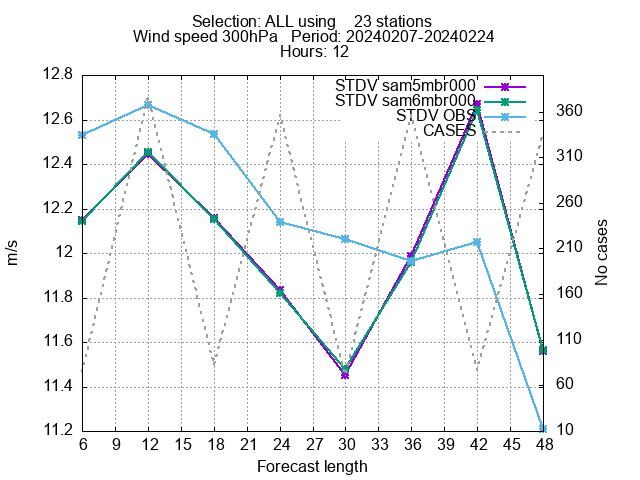 Selection: ALL using    23 stations
Wind speed 300hPa   Period: 20240207-20240224
Hours: 12
STDV sam5mbr000
STDV sam6mbr000
STDV OBS
CASES
12.8
12.6
12.4
12.2
12
11.8
11.6
11.4
11.2
m/s
360
310
260
210
160
110
60
10
No cases
6 9 12 15 18 21 24 27 30 33 36 39 42 45 48
Forecast length